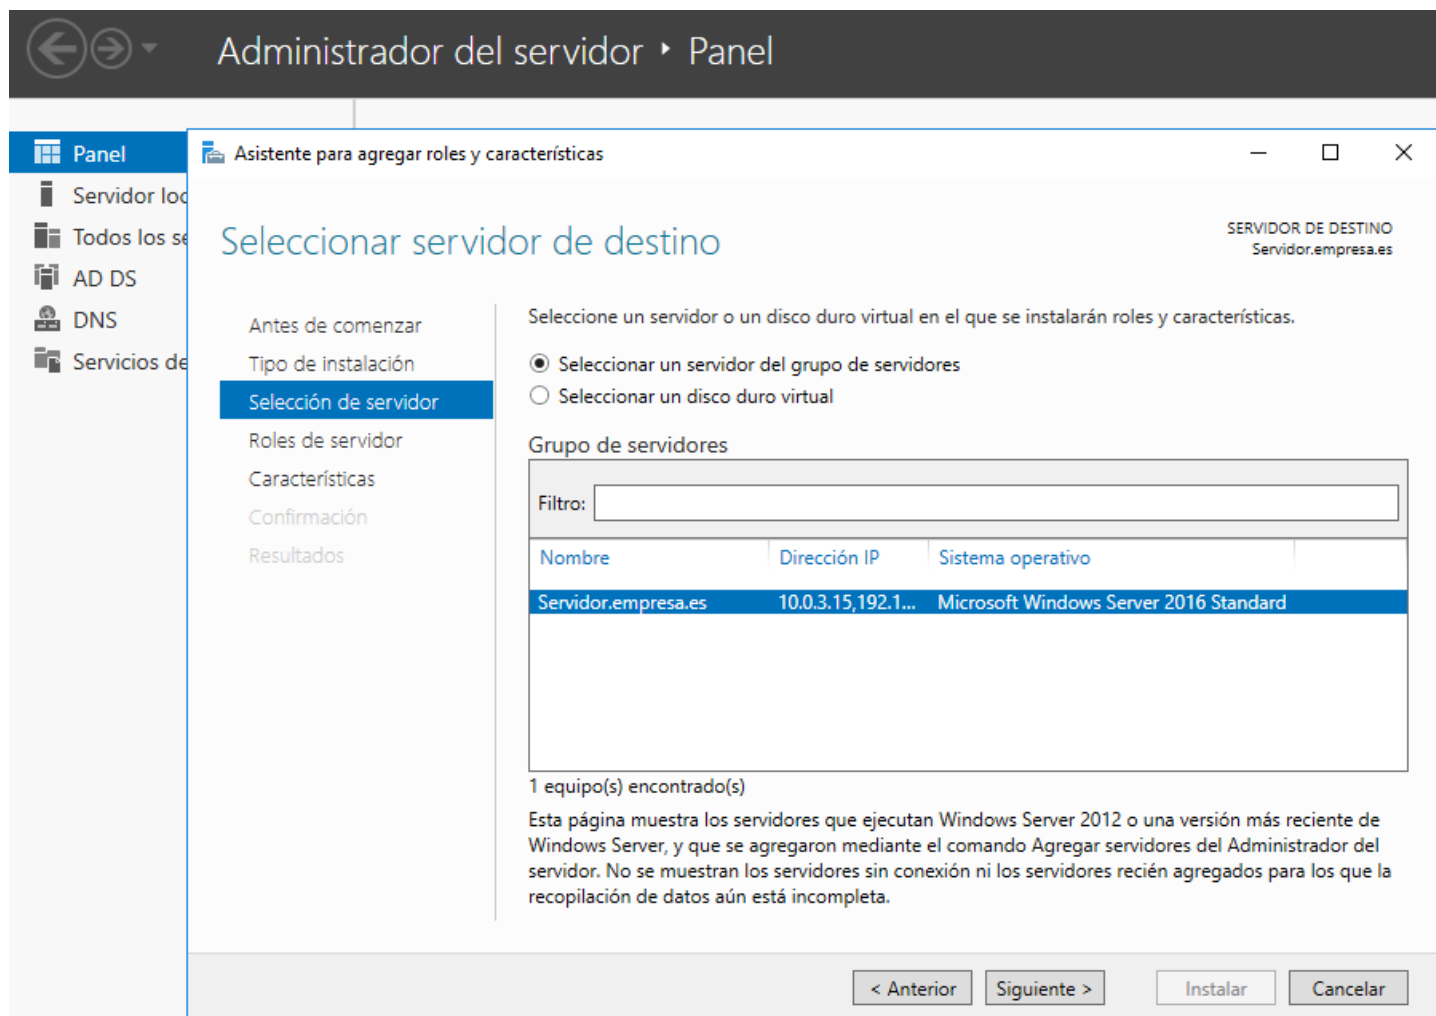 Administrador del servidor ‣ Panel
Panel
Servidor loc
Todos los se
AD DS
DNS
Servicios de
Asistente para agregar roles y características
Seleccionar servidor de destino
SERVIDOR DE DESTINO
Servidor.empresa.es
Antes de comenzar
Tipo de instalación
Selección de servidor
Roles de servidor
Características
Confirmación
Resultados
Seleccione un servidor o un disco duro virtual en el que se instalarán roles y características.
Seleccionar un servidor del grupo de servidores
Seleccionar un disco duro virtual
Grupo de servidores
Filtro:
Nombre Dirección IP Sistema operativo
Servidor.empresa.es 10.0.3.15,192.1... Microsoft Windows Server 2016 Standard
1 equipo(s) encontrado(s)
Esta página muestra los servidores que ejecutan Windows Server 2012 o una versión más reciente de
Windows Server, y que se agregaron mediante el comando Agregar servidores del Administrador del
servidor. No se muestran los servidores sin conexión ni los servidores recién agregados para los que la
recopilación de datos aún está incompleta.
< Anterior Siguiente > Instalar Cancelar